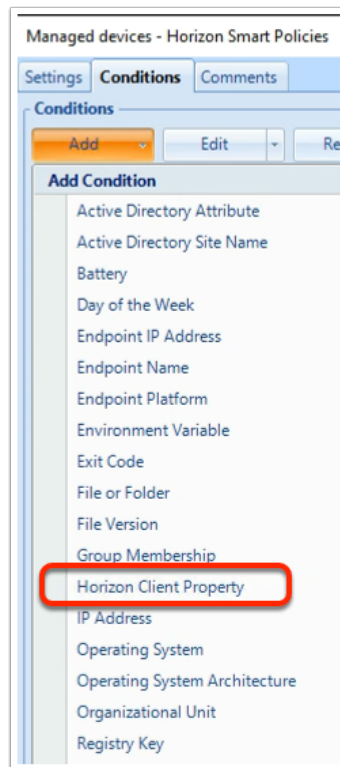 Managed devices - Horizon Smart Policies
Settings Conditions Comments
Conditions
Add Edit Re
Add Condition
Active Directory Attribute
Active Directory Site Name
Battery
Day of the Week
Endpoint IP Address
Endpoint Name
Endpoint Platform
Environment Variable
Exit Code
File or Folder
File Version
Group Membership
Horizon Client Property
IP Address
Operating System
Operating System Architecture
Organizational Unit
Registry Key